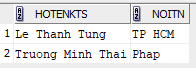 HOTENKTS NOITN
1 Le Thanh Tung TP HCM
2 Truong Minh Thai Phap